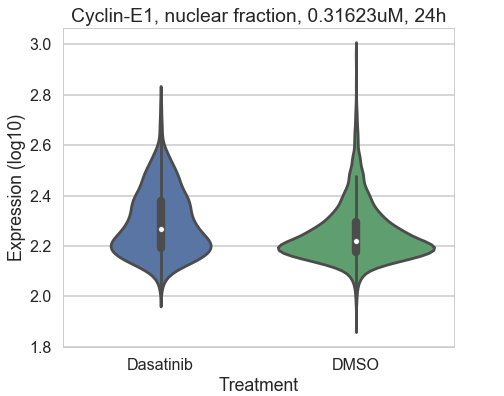 Cyclin-E1, nuclear fraction, 0.31623uM, 24h
Expression (log10)
3.0
2.8
2.6
2.4
2.2
2.0
1.8
Dasatinib DMSO
Treatment